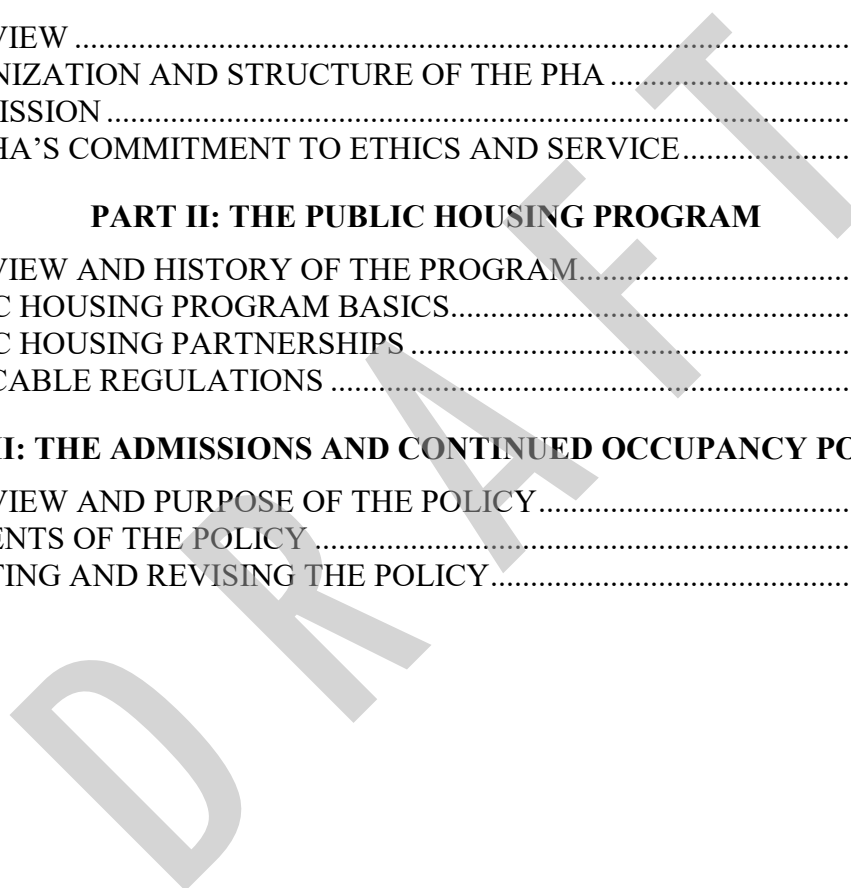 VIEW ................................................................................................
NIZATION AND STRUCTURE OF THE PHA ..............................
ISSION ............................................................................................
HA'S COMMITMENT TO ETHICS AND SERVICE.....................
PART II: THE PUBLIC HOUSING PROGRAM
VIEW AND HISTORY OF THE PROGRAM..................................
C HOUSING PROGRAM BASICS..................................................
C HOUSING PARTNERSHIPS .......................................................
CABLE REGULATIONS .................................................................
II: THE ADMISSIONS AND CONTINUED OCCUPANCY PO
VIEW AND PURPOSE OF THE POLICY.......................................
ENTS OF THE POLICY ...................................................................
TING AND REVISING THE POLICY.............................................
DRAFT